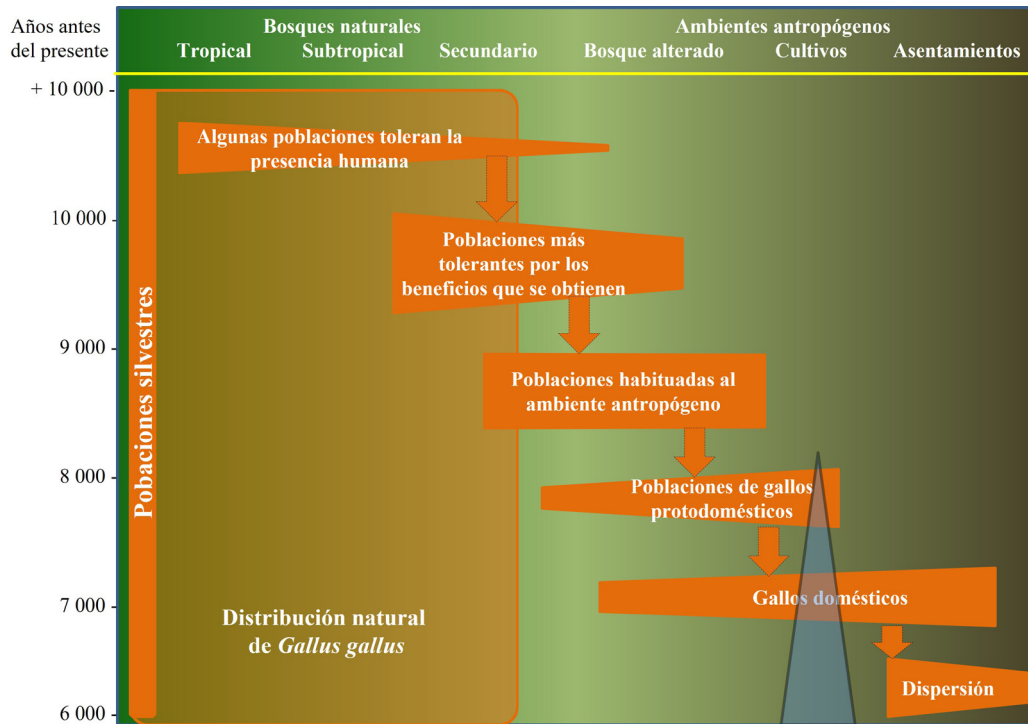 Años antes
del presente
Bosques naturales
Ambientes antropógenos
Tropical
Subtropical
Secundario
Bosque alterado
Cultivos
Asentamientos
+ 10 000
Algunas poblaciones toleran la
presencia humana
10 000
Poblaciones más
tolerantes por los
beneficios que se obtienen
9 000
Pobaciones silvestres
Poblaciones habituadas al
ambiente antropógeno
8 000
Poblaciones de gallos
protodomésticos
7 000
Gallos domésticos
Distribución natural
de Gallus gallus
Dispersión
6 000